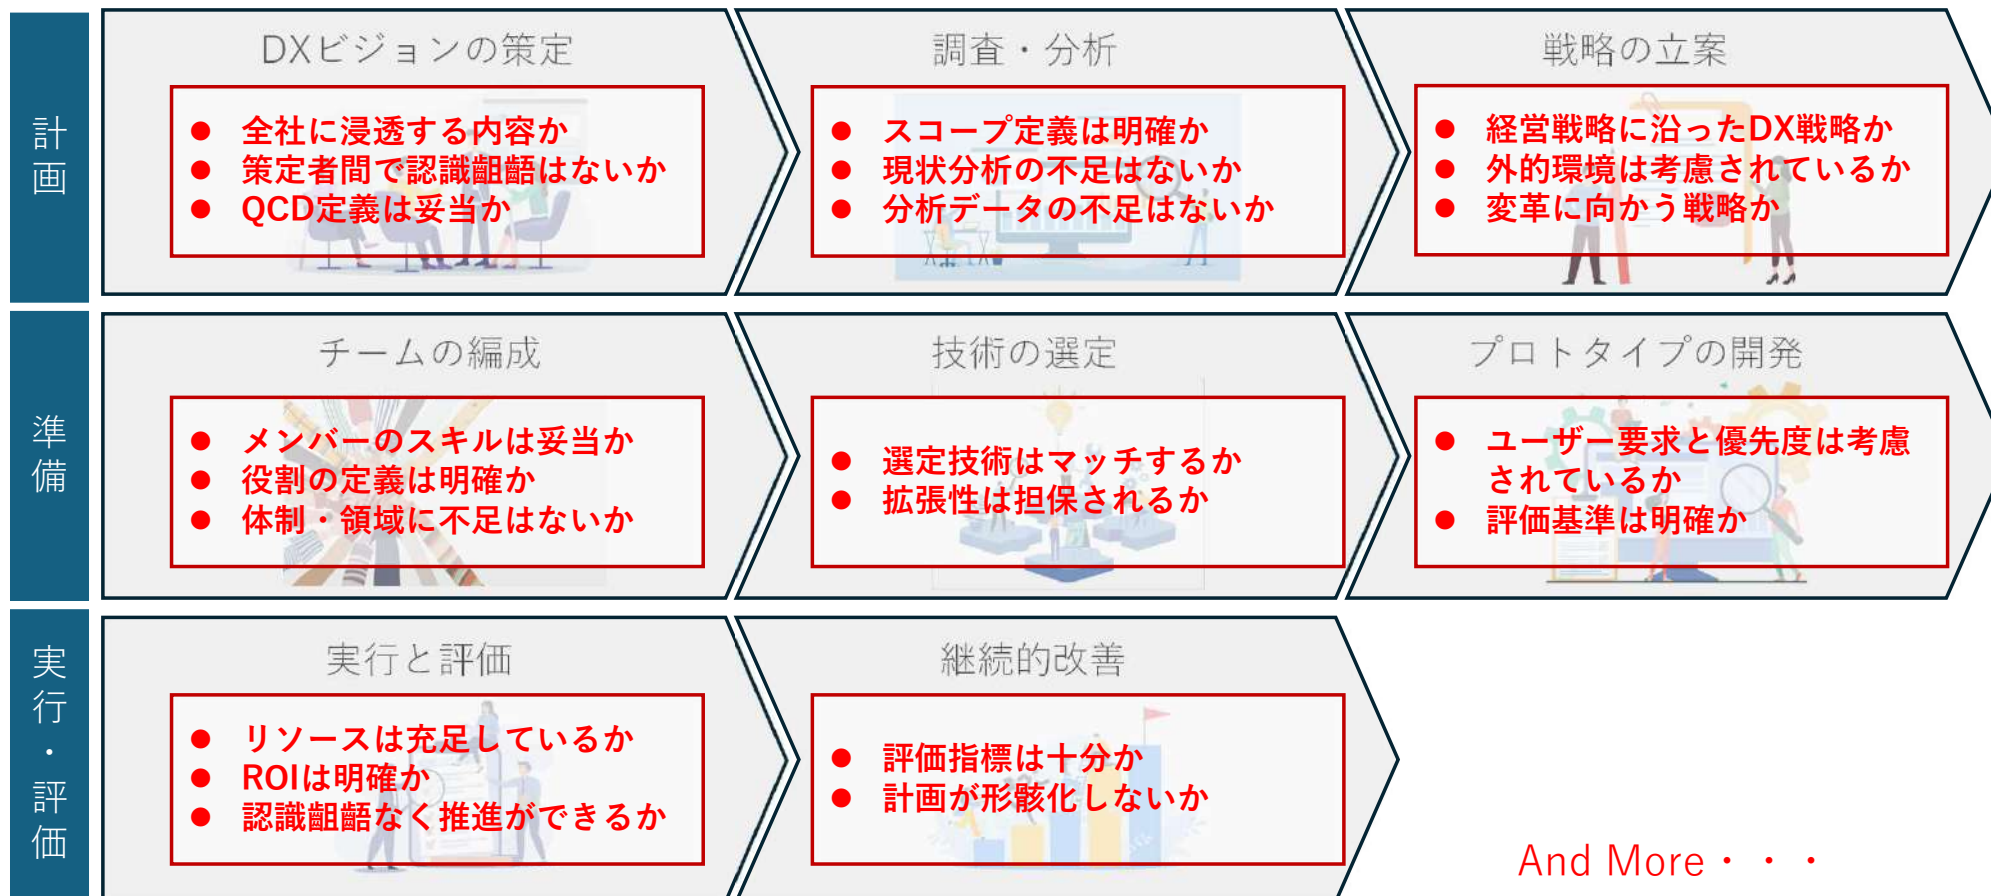 計画
DXビジョンの策定
● 全社に浸透する内容か
● 策定者間で認識齟齬はないか
● QCD定義は妥当か
調査・分析
● スコープ定義は明確か
● 現状分析の不足はないか
● 分析データの不足はないか
戦略の立案
● 経営戦略に沿ったDX戦略か
● 外的環境は考慮されているか
● 変革に向かう戦略か
準備
チームの編成
● メンバーのスキルは妥当か
● 役割の定義は明確か
● 体制・領域に不足はないか
技術の選定
● 選定技術はマッチするか
● 拡張性は担保されるか
プロトタイプの開発
● ユーザー要求と優先度は考慮
されているか
● 評価基準は明確か
実行・評価
実行と評価
● リソースは充足しているか
● ROIは明確か
● 認識齟齬なく推進ができるか
継続的改善
● 評価指標は十分か
● 計画が形骸化しないか
And More・・・